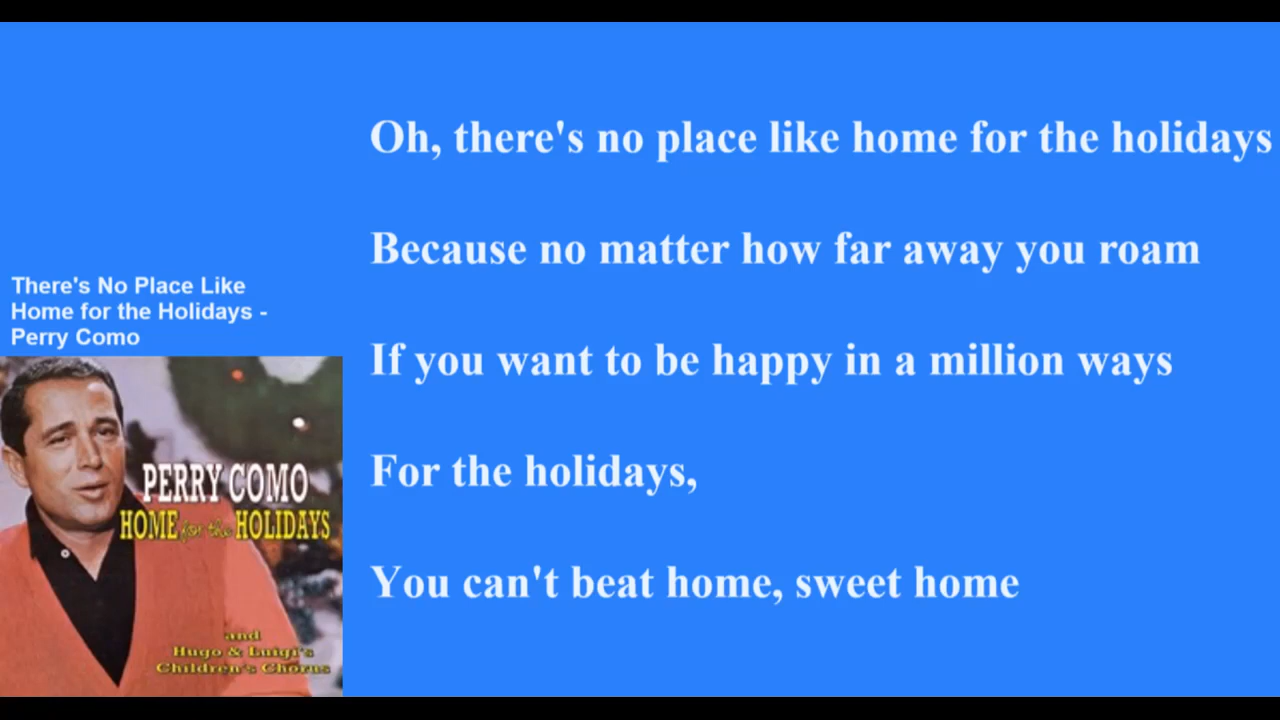 Oh, there's no place like home for the holidays
Because no matter how far away you roam
If you want to be happy in a million ways
For the holidays,
You can't beat home, sweet home
There's No Place Like
Home for the Holidays -
Perry Como
PERRY COMO
HOME for the HOLIDAYS
and
Hugo & Luigi's
Children's Chorus